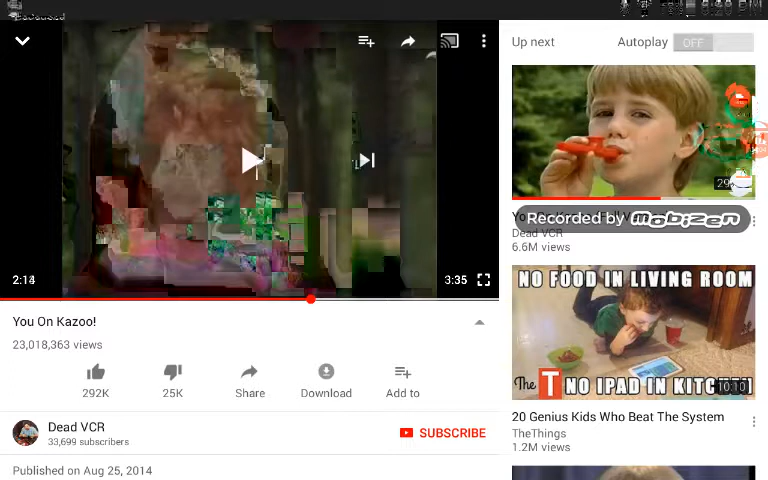 Up next
Autoplay
OFF
2:14
3:35
Recorded by MOBIZEN
Dead VCR
6.6M views
You On Kazoo!
23,018,363 views
292K
25K
Share
Download
Add to
Dead VCR
33,699 subscribers
SUBSCRIBE
Published on Aug 25, 2014
NO FOOD IN LIVING ROOM
The T NO IPAD IN KITCHEN
10:10
20 Genius Kids Who Beat The System
TheThings
1.2M views